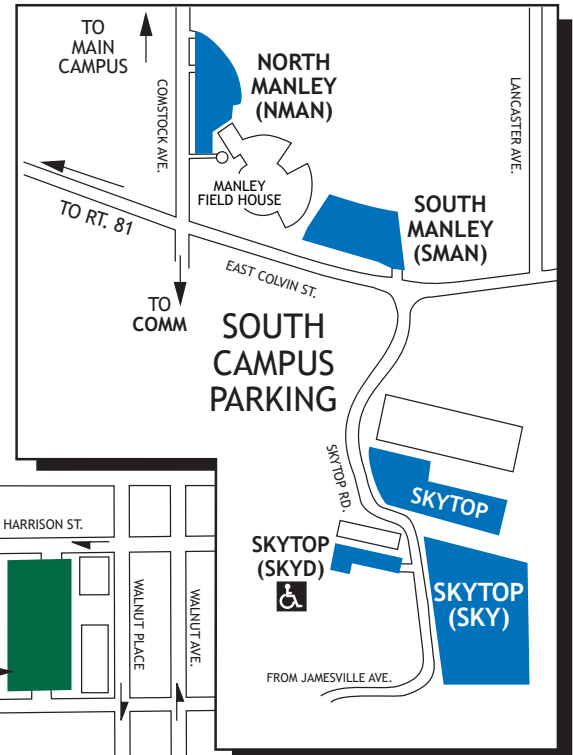 TO
MAIN
CAMPUS
COMSTOCK AVE.
NORTH
MANLEY
(NMAN)
LANCASTER AVE.
MANLEY
FIELD HOUSE
TO RT. 81
SOUTH
MANLEY
(SMAN)
EAST COLVIN ST.
TO
COMM
SOUTH
CAMPUS
PARKING
SKYTOP RD.
SKYTOP
HARRISON ST.
SKYTOP
(SKYD)
SKYTOP
(SKY)
WALNUT PLACE
WALNUT AVE.
FROM JAMESVILLE AVE.